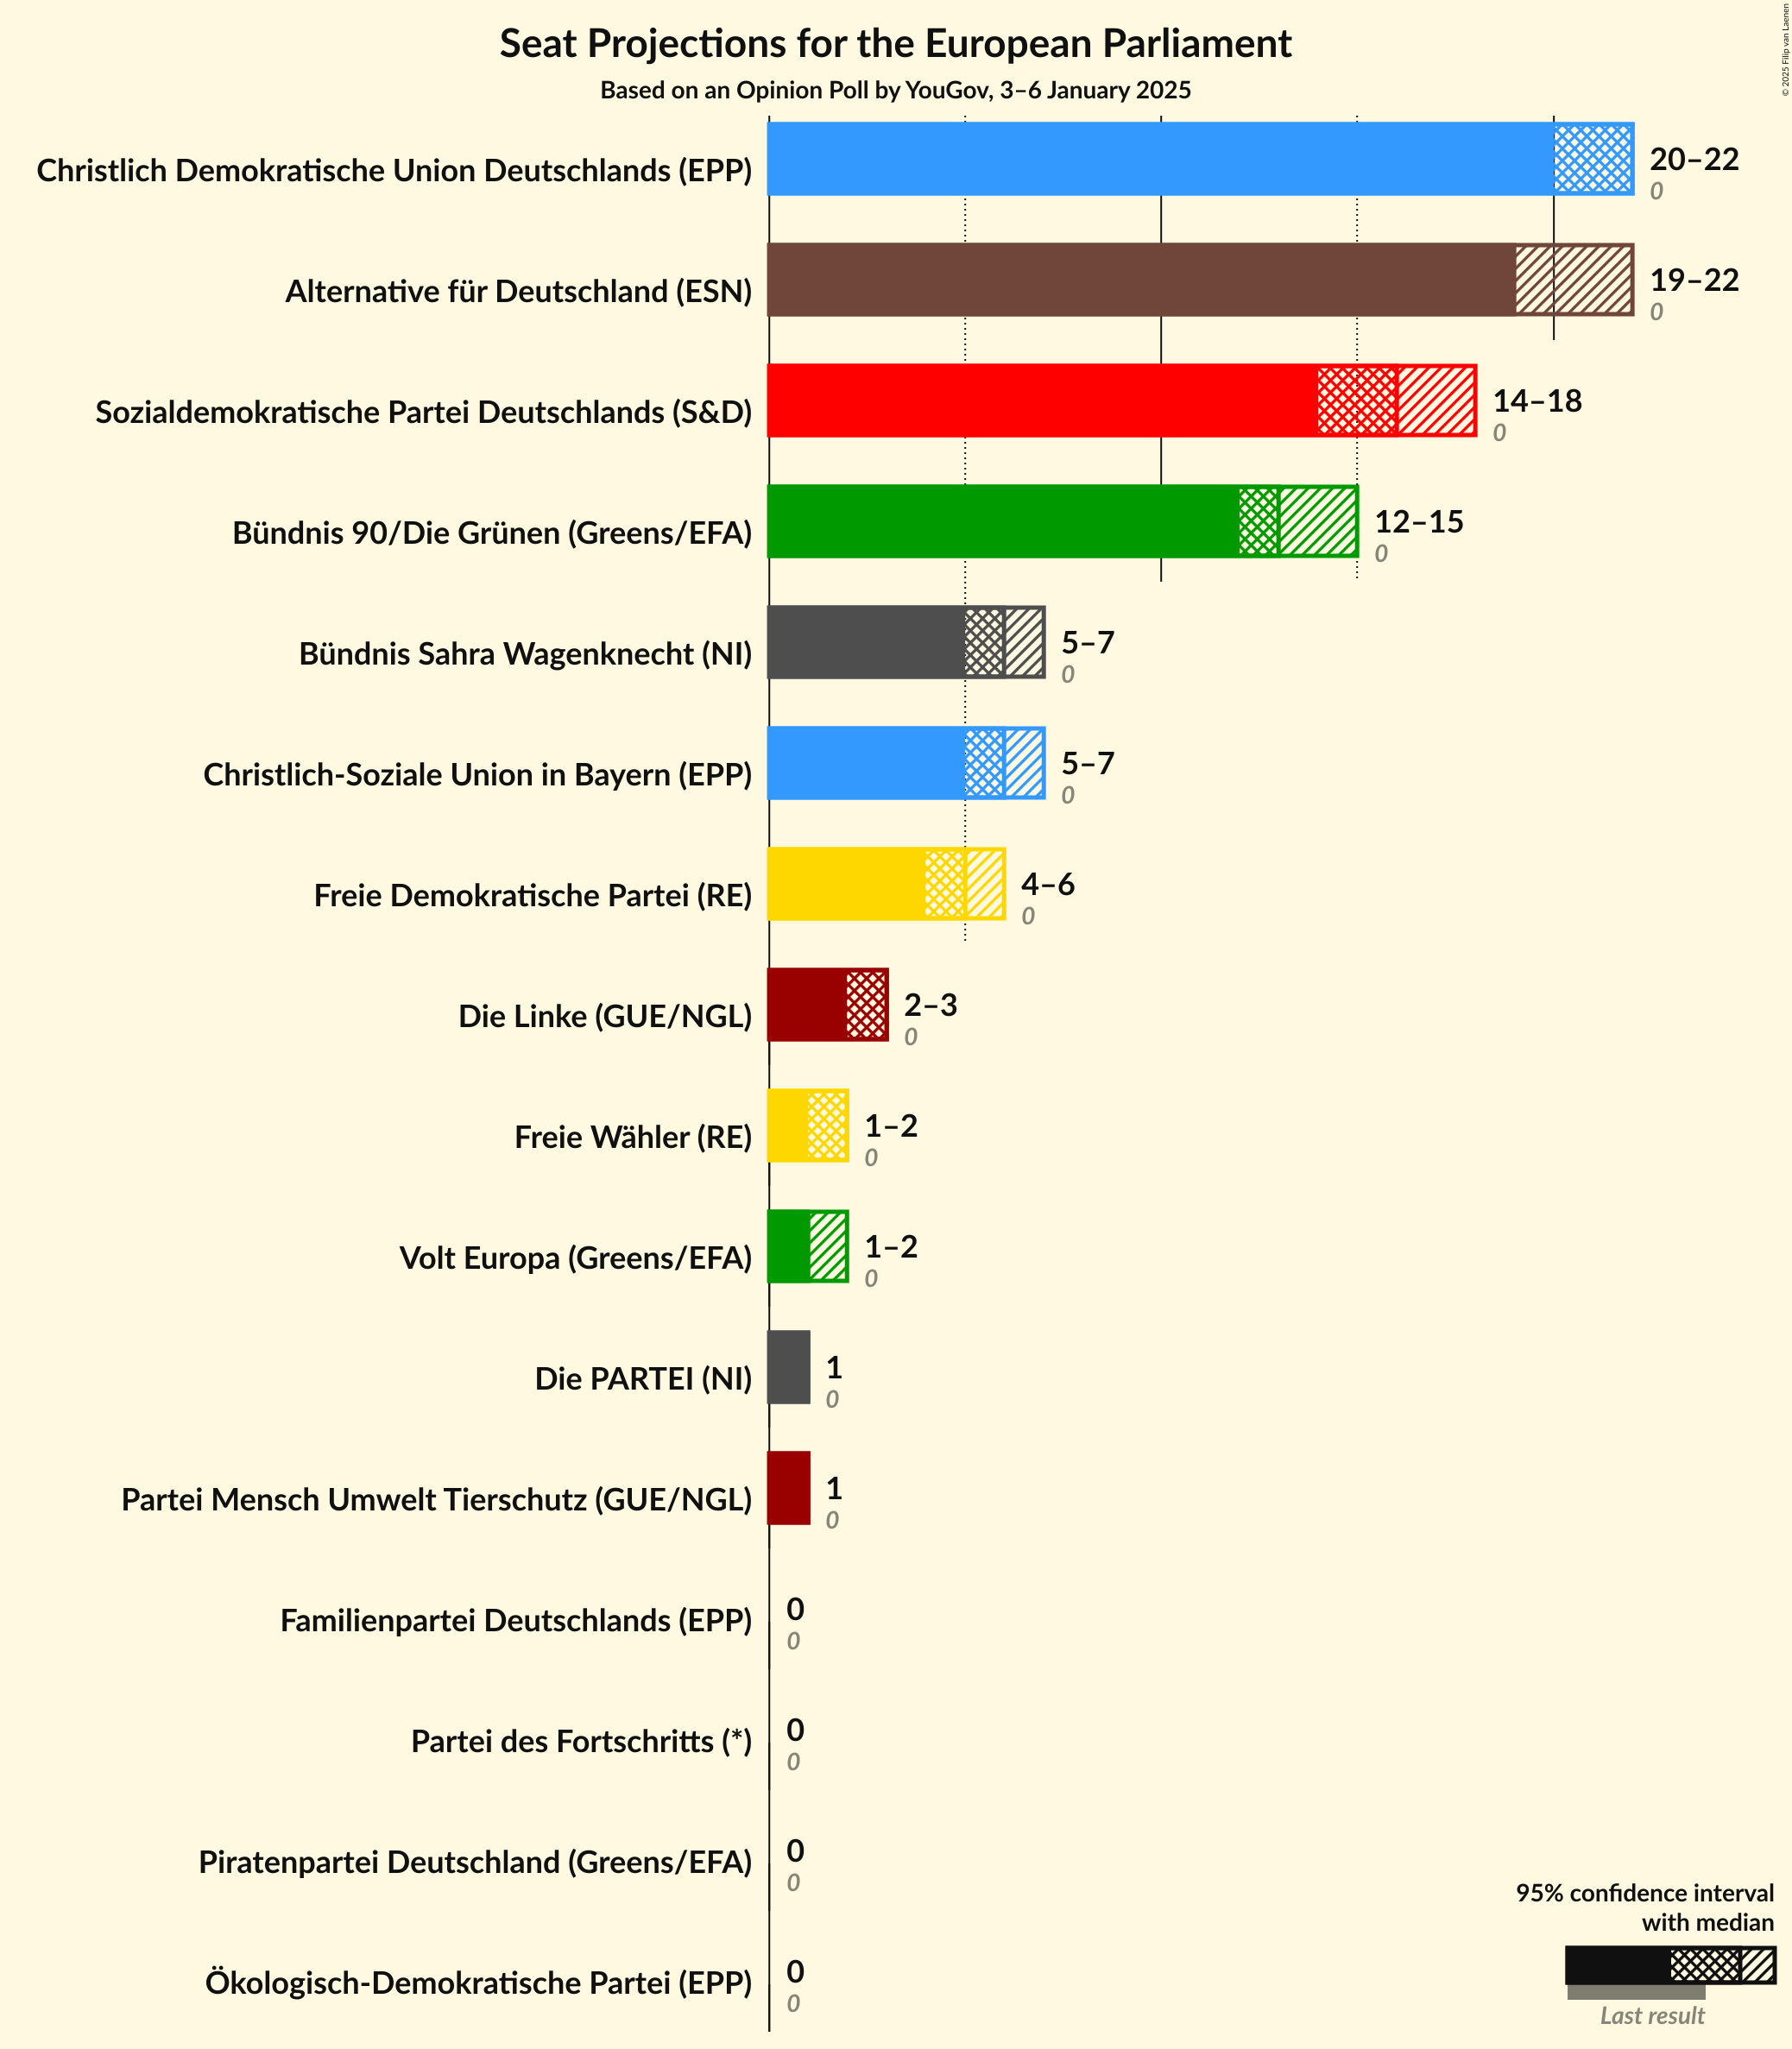 Seat Projections for the European Parliament
Based on an Opinion Poll by YouGov, 3–6 January 2025
© 2025 Filip van Laenen
Christlich Demokratische Union Deutschlands (EPP)
20–22
0
Alternative für Deutschland (ESN)
19–22
0
Sozialdemokratische Partei Deutschlands (S&D)
14–18
0
Bündnis 90/Die Grünen (Greens/EFA)
12–15
0
Bündnis Sahra Wagenknecht (NI)
5–7
0
Christlich-Soziale Union in Bayern (EPP)
5–7
0
Freie Demokratische Partei (RE)
4–6
0
Die Linke (GUE/NGL)
2–3
0
Freie Wähler (RE)
1–2
0
Volt Europa (Greens/EFA)
1–2
0
Die PARTEI (NI)
1
0
Partei Mensch Umwelt Tierschutz (GUE/NGL)
1
0
Familienpartei Deutschlands (EPP)
0
0
Partei des Fortschritts (*)
0
0
Piratenpartei Deutschland (Greens/EFA)
0
0
Ökologisch-Demokratische Partei (EPP)
0
0
95% confidence interval
with median
Last result